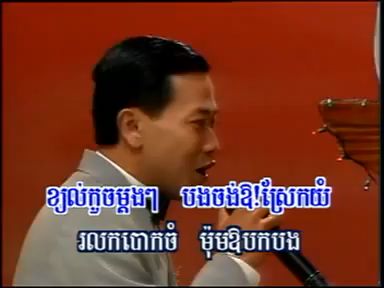 ខ្យល់កួចម្ដងៗ បងចង់ឱ!ស្រែកយំ
រលកបោកចំ ម៉ុមឱបកបង